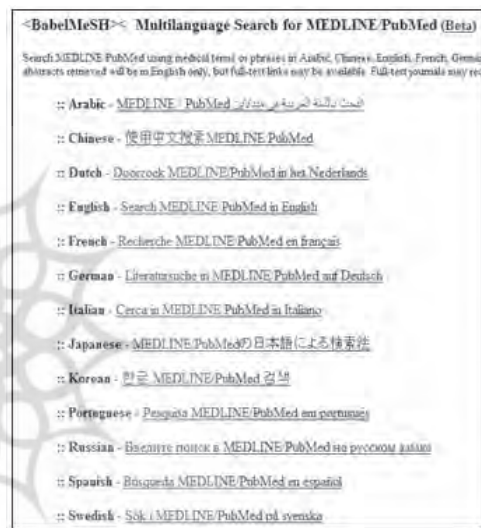 <BabelMeSH>< Multilanguage Search for MEDLINE/PubMed (Beta)
Search MEDLINE PubMed using medical terms or phrases in Arabic, Chinese, English, French, Germa
abstracts retrieved will be in English only, but full-text links may be available. Full-text journals may rec
:: Arabic - MEDLINE / PubMed البحث باللغة العربية في
:: Chinese - 使用中文搜索 MEDLINE PubMed
:: Dutch - Doorzoek MEDLINE/PubMed in het Nederlands
:: English - Search MEDLINE/PubMed in English
:: French - Recherche MEDLINE/PubMed en français
:: German - Literatursuche in MEDLINE PubMed auf Deutsch
:: Italian - Cerca in MEDLINE PubMed in Italiano
:: Japanese - MEDLINE/PubMedの日本語による検索法
:: Korean - 한글 MEDLINE/PubMed 검색
:: Portuguese - Pesquisa MEDLINE/PubMed em português
:: Russian - Введите поиск в MEDLINE/PubMed на русском языке
:: Spanish - Búsqueda MEDLINE/PubMed en español
:: Swedish - Sök i MEDLINE/PubMed på svenska